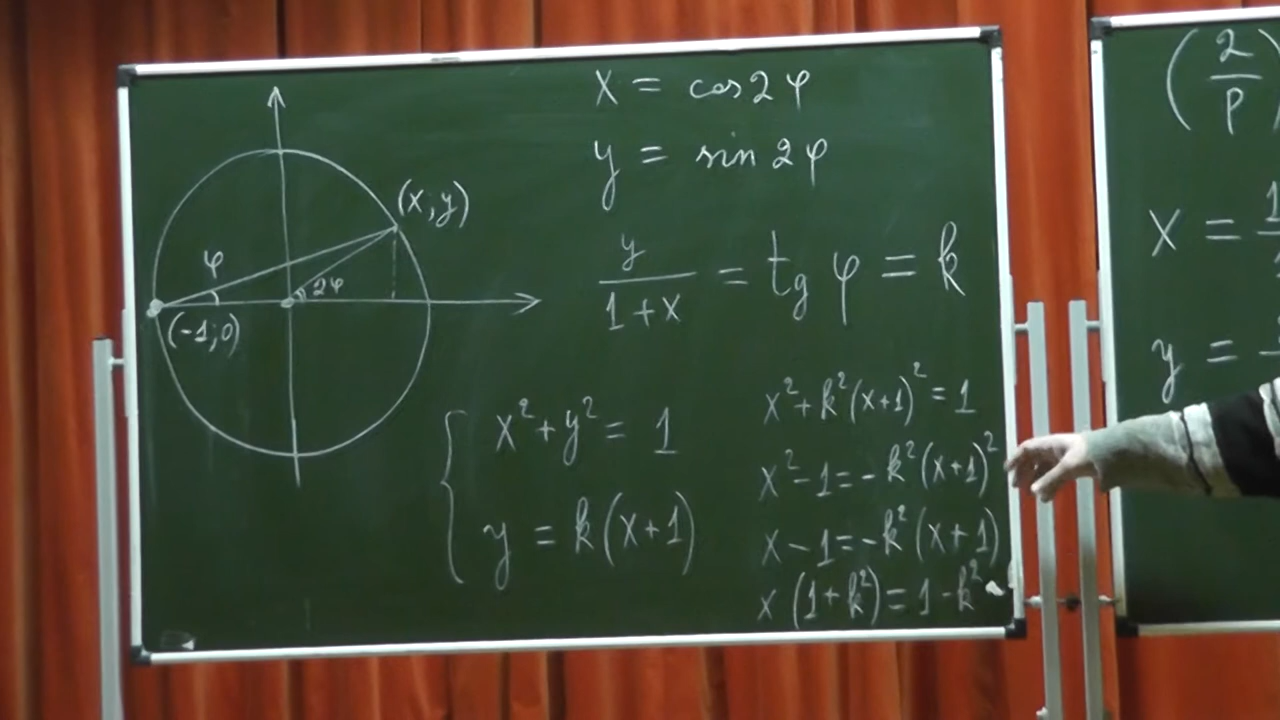 x = cos 2φ
y = sin 2φ
(x, y)
φ
2φ
(-1; 0)
y/(1+x) = tg φ = k
x² + y² = 1
y = k(x+1)
x² + k²(x+1)² = 1
x² - 1 = -k²(x+1)²
x - 1 = -k²(x+1)
x(1+k²) = 1 - k²
(2/p)
x = 1
y =